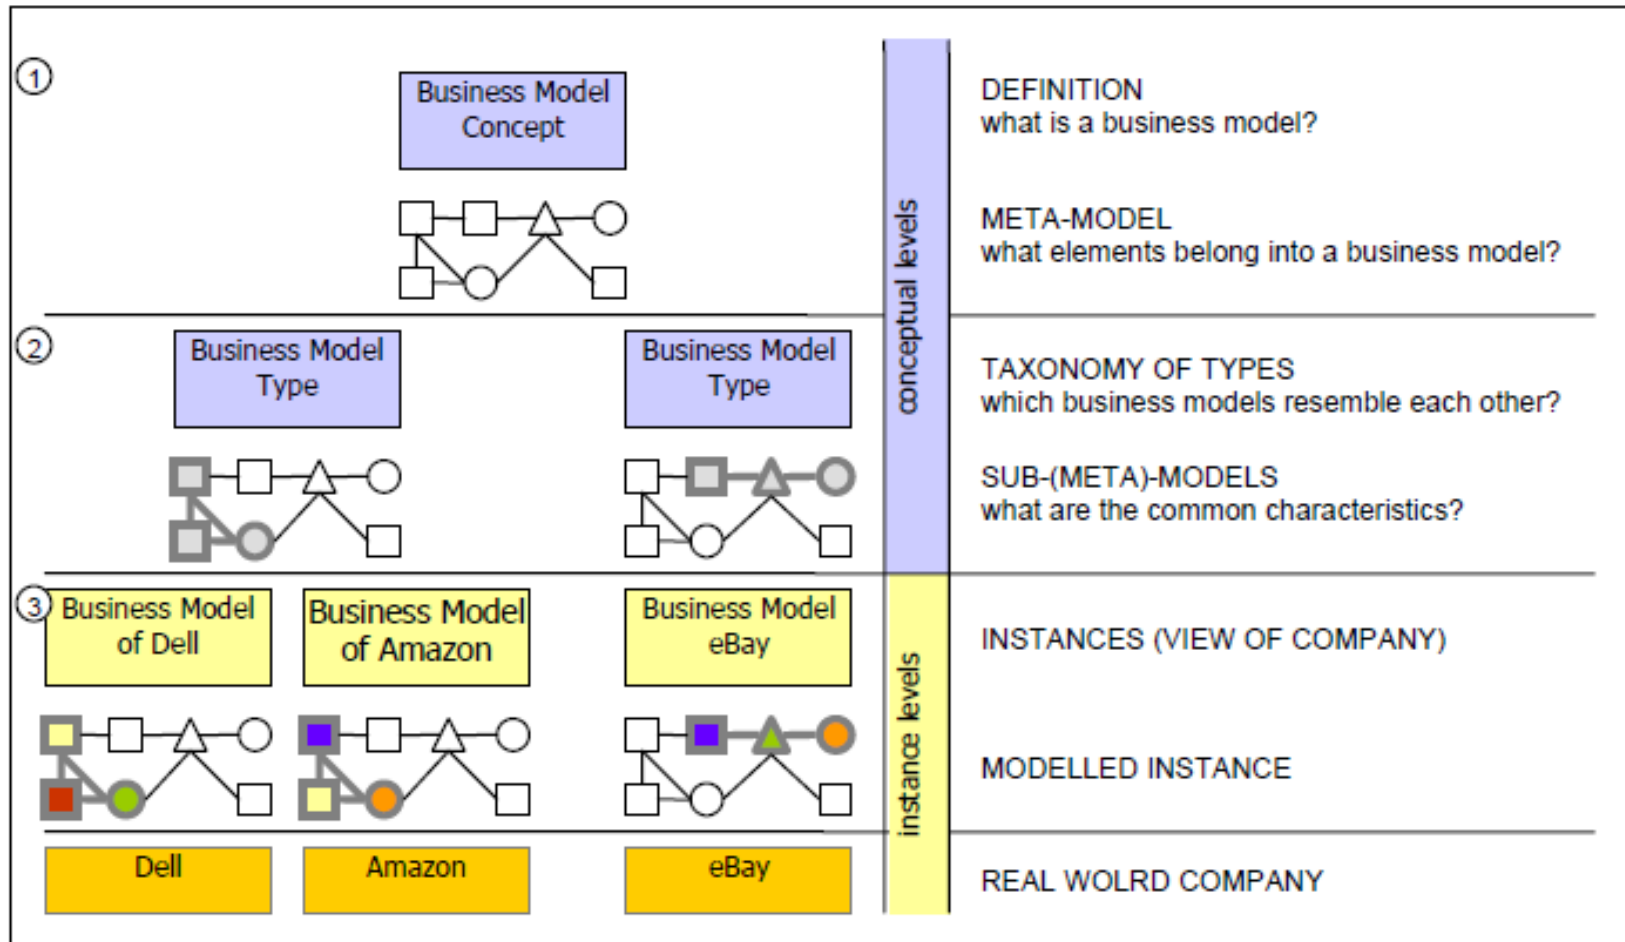 1
Business Model
Concept
DEFINITION
what is a business model?
META-MODEL
what elements belong into a business model?
conceptual levels
2
Business Model
Type
Business Model
Type
TAXONOMY OF TYPES
which business models resemble each other?
SUB-(META)-MODELS
what are the common characteristics?
3
Business Model
of Dell
Business Model
of Amazon
Business Model
eBay
INSTANCES (VIEW OF COMPANY)
instance levels
MODELLED INSTANCE
Dell
Amazon
eBay
REAL WOLRD COMPANY